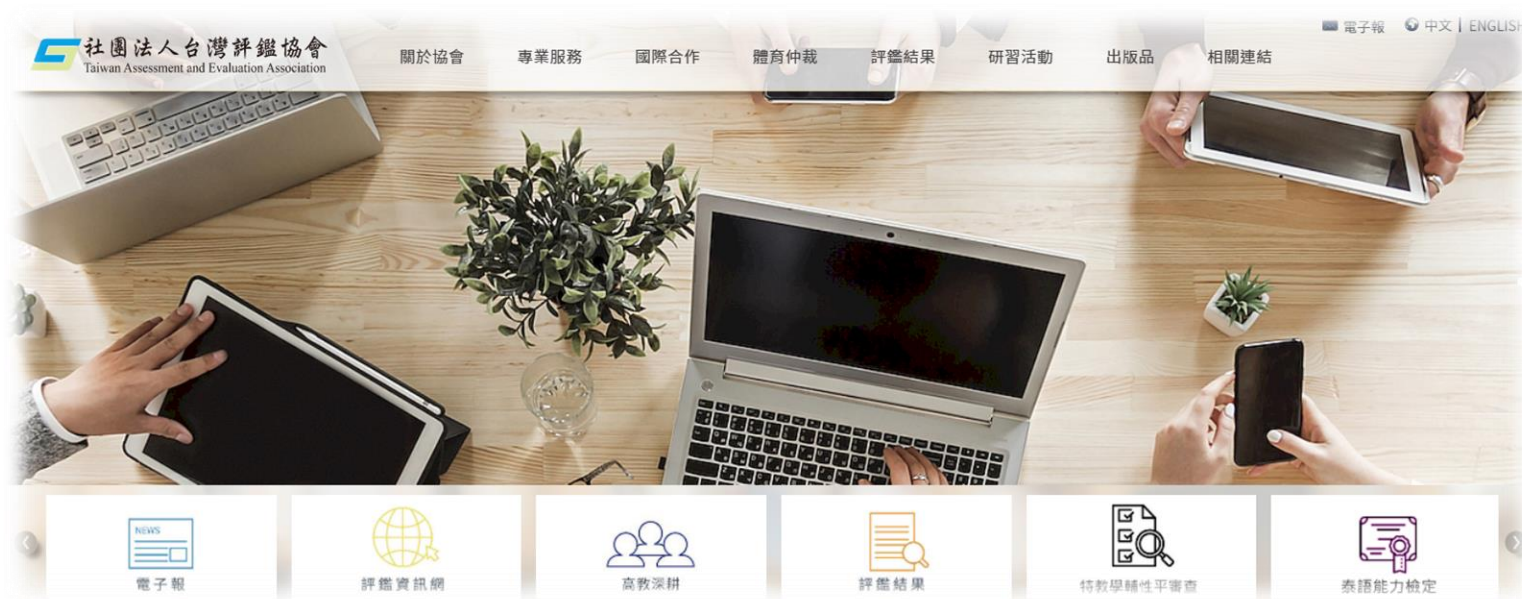 電子報
中文 | ENGLISH
社團法人台灣評鑑協會
Taiwan Assessment and Evaluation Association
關於協會
專業服務
國際合作
體育仲裁
評鑑結果
研習活動
出版品
相關連結
NEWS
電子報
評鑑資訊網
高教深耕
評鑑結果
特教學輔性平審查
泰語能力檢定